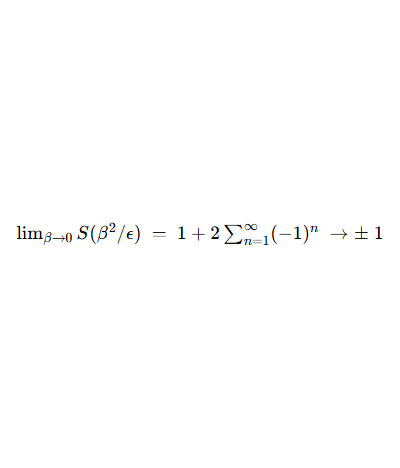 lim_{β→0} S(β²/ϵ) = 1 + 2 ∑_{n=1}^{∞} (−1)ⁿ → ± 1